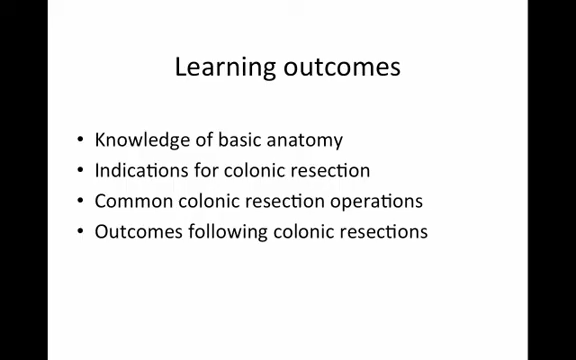 Learning outcomes
• Knowledge of basic anatomy
• Indications for colonic resection
• Common colonic resection operations
• Outcomes following colonic resections